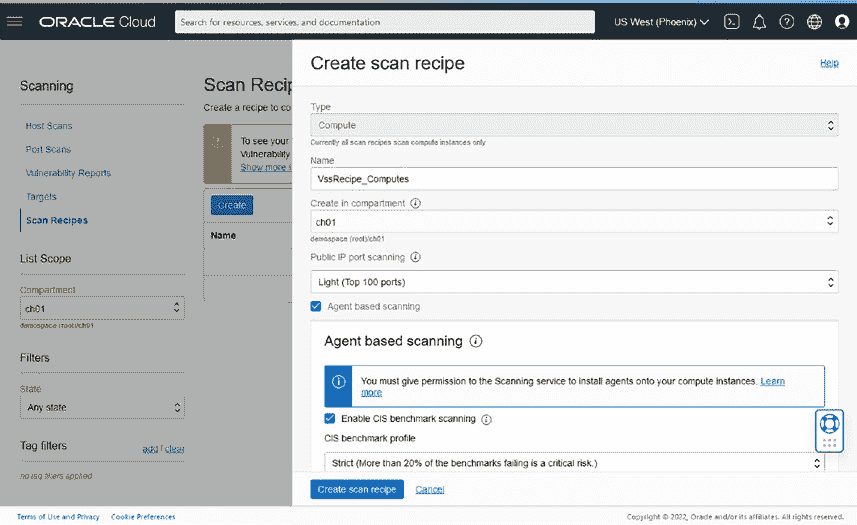 ORACLE Cloud
Search for resources, services, and documentation
US West (Phoenix)
Scanning
Host Scans
Port Scans
Vulnerability Reports
Targets
Scan Recipes
List Scope
Compartment
ch01
demospace (root)/ch01
Filters
State
Any state
Tag filters
add | clear
no tag filters applied
Scan Recip
Create a recipe to co
To see your
Vulnerability
Show more i
Create
Name
Create scan recipe
Help
Type
Compute
Currently all scan recipes scan compute instances only
Name
VssRecipe_Computes
Create in compartment
ch01
demospace (root)/ch01
Public IP port scanning
Light (Top 100 ports)
Agent based scanning
Agent based scanning
You must give permission to the Scanning service to install agents onto your compute instances. Learn
more
Enable CIS benchmark scanning
CIS benchmark profile
Strict (More than 20% of the benchmarks failing is a critical risk.)
Create scan recipe
Cancel
Terms of Use and Privacy
Cookie Preferences
Copyright © 2022, Oracle and/or its affiliates. All rights reserved.